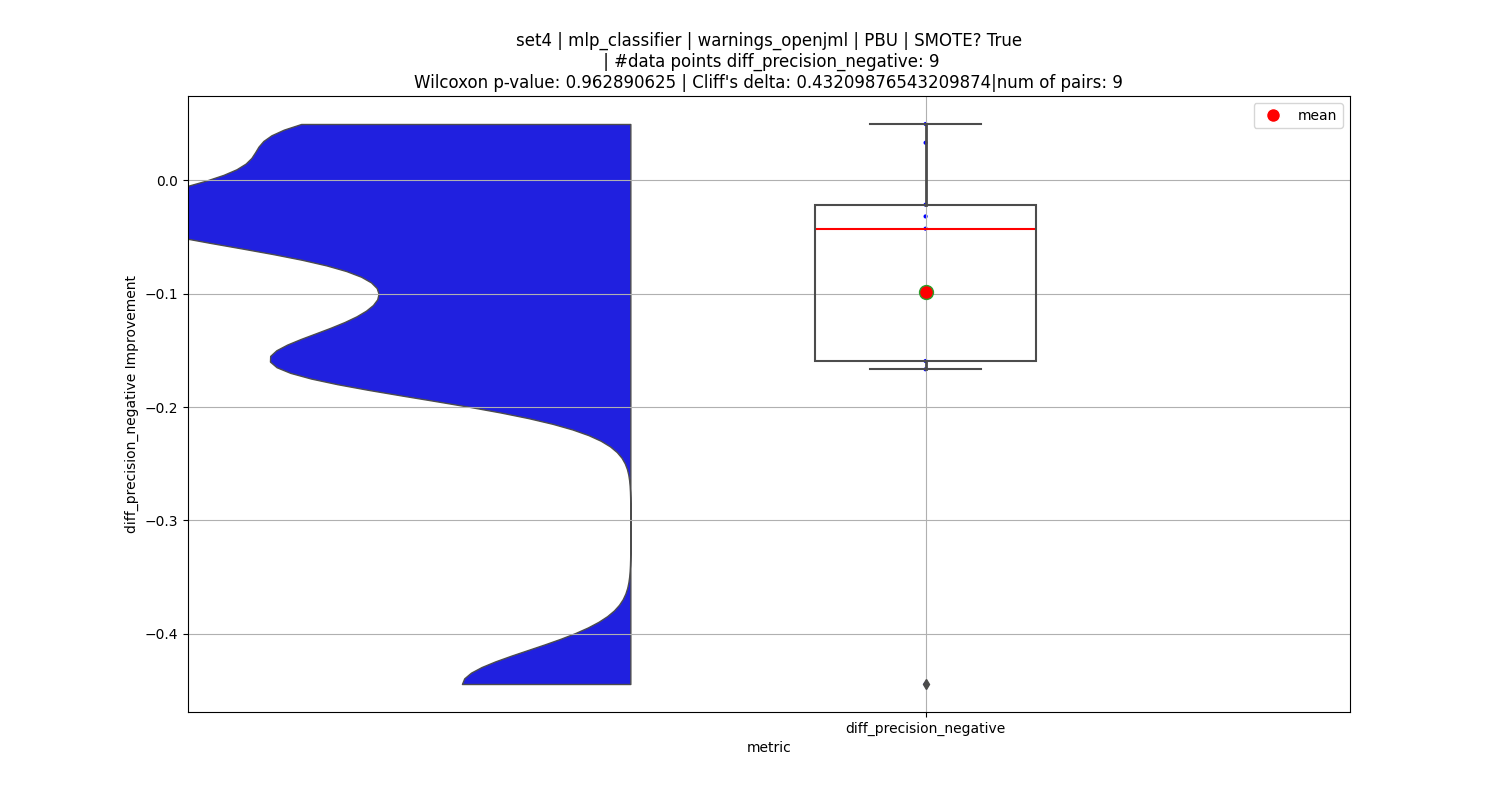 set4 | mlp_classifier | warnings_openjml | PBU | SMOTE? True
| #data points diff_precision_negative: 9
Wilcoxon p-value: 0.962890625 | Cliff's delta: 0.43209876543209874|num of pairs: 9
mean
0.0
−0.1
−0.2
−0.3
−0.4
diff_precision_negative Improvement
diff_precision_negative
metric